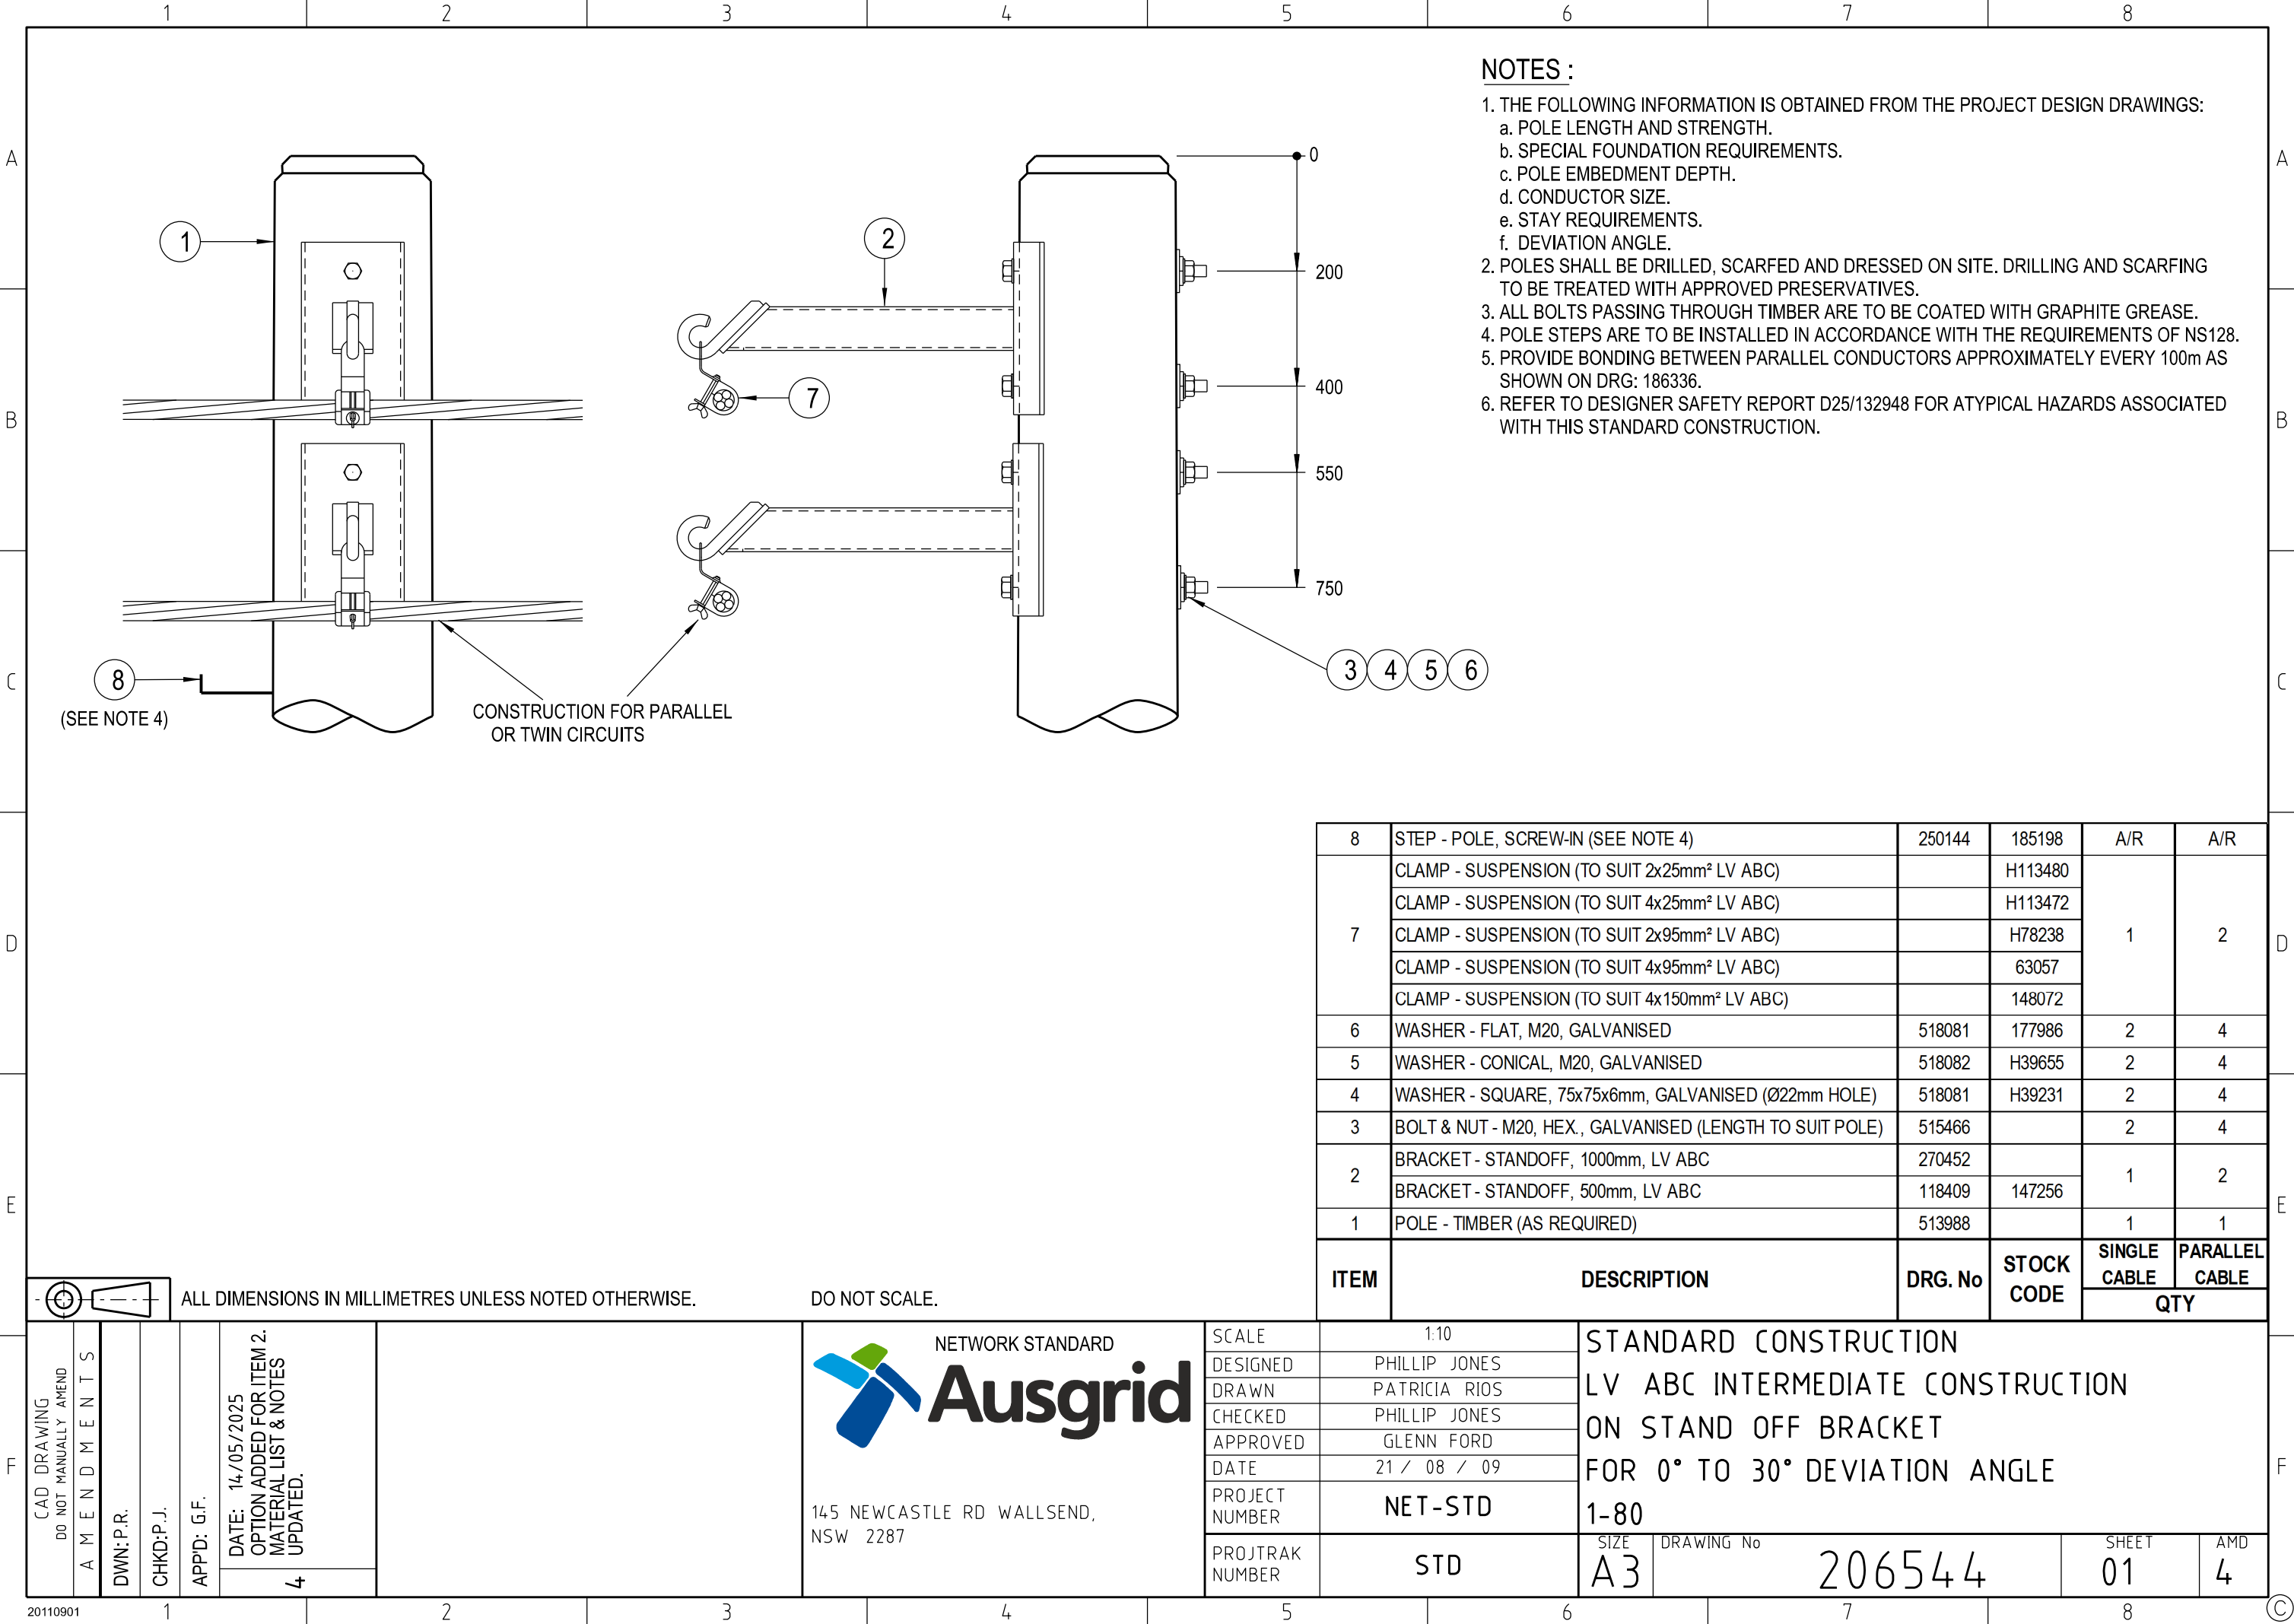 1 2 3 4 5 6 7 8
A
B
C
D
E
F
A
B
C
D
E
F
NOTES :
1. THE FOLLOWING INFORMATION IS OBTAINED FROM THE PROJECT DESIGN DRAWINGS:
a. POLE LENGTH AND STRENGTH.
b. SPECIAL FOUNDATION REQUIREMENTS.
c. POLE EMBEDMENT DEPTH.
d. CONDUCTOR SIZE.
e. STAY REQUIREMENTS.
f. DEVIATION ANGLE.
2. POLES SHALL BE DRILLED, SCARFED AND DRESSED ON SITE. DRILLING AND SCARFING
TO BE TREATED WITH APPROVED PRESERVATIVES.
3. ALL BOLTS PASSING THROUGH TIMBER ARE TO BE COATED WITH GRAPHITE GREASE.
4. POLE STEPS ARE TO BE INSTALLED IN ACCORDANCE WITH THE REQUIREMENTS OF NS128.
5. PROVIDE BONDING BETWEEN PARALLEL CONDUCTORS APPROXIMATELY EVERY 100m AS
SHOWN ON DRG: 186336.
6. REFER TO DESIGNER SAFETY REPORT D25/132948 FOR ATYPICAL HAZARDS ASSOCIATED
WITH THIS STANDARD CONSTRUCTION.
1
2
7
0
200
400
550
750
3 4 5 6
8
(SEE NOTE 4)
CONSTRUCTION FOR PARALLEL
OR TWIN CIRCUITS
8 STEP - POLE, SCREW-IN (SEE NOTE 4) 250144 185198 A/R A/R
CLAMP - SUSPENSION (TO SUIT 2x25mm² LV ABC) H113480
CLAMP - SUSPENSION (TO SUIT 4x25mm² LV ABC) H113472
7 CLAMP - SUSPENSION (TO SUIT 2x95mm² LV ABC) H78238 1 2
CLAMP - SUSPENSION (TO SUIT 4x95mm² LV ABC) 63057
CLAMP - SUSPENSION (TO SUIT 4x150mm² LV ABC) 148072
6 WASHER - FLAT, M20, GALVANISED 518081 177986 2 4
5 WASHER - CONICAL, M20, GALVANISED 518082 H39655 2 4
4 WASHER - SQUARE, 75x75x6mm, GALVANISED (Ø22mm HOLE) 518081 H39231 2 4
3 BOLT & NUT - M20, HEX., GALVANISED (LENGTH TO SUIT POLE) 515466 2 4
BRACKET - STANDOFF, 1000mm, LV ABC 270452
2 1 2
BRACKET - STANDOFF, 500mm, LV ABC 118409 147256
1 POLE - TIMBER (AS REQUIRED) 513988 1 1
ITEM DESCRIPTION DRG. No STOCK CODE SINGLE CABLE PARALLEL CABLE
QTY
ALL DIMENSIONS IN MILLIMETRES UNLESS NOTED OTHERWISE. DO NOT SCALE.
CAD DRAWING
DO NOT MANUALLY AMEND
AMENDMENTS
DWN: P.R.
CHKD:P.J.
APP'D: G.F.
DATE: 14/05/2025
OPTION ADDED FOR ITEM 2.
MATERIAL LIST & NOTES
UPDATED.
4
NETWORK STANDARD
Ausgrid
145 NEWCASTLE RD WALLSEND,
NSW 2287
SCALE 1:10
DESIGNED PHILLIP JONES
DRAWN PATRICIA RIOS
CHECKED PHILLIP JONES
APPROVED GLENN FORD
DATE 21 / 08 / 09
PROJECT NUMBER NET-STD
PROJTRAK NUMBER STD
STANDARD CONSTRUCTION
LV ABC INTERMEDIATE CONSTRUCTION
ON STAND OFF BRACKET
FOR 0° TO 30° DEVIATION ANGLE
1-80
SIZE A3
DRAWING No 206544
SHEET 01
AMD 4
20110901
1 2 3 4 5 6 7 8
©